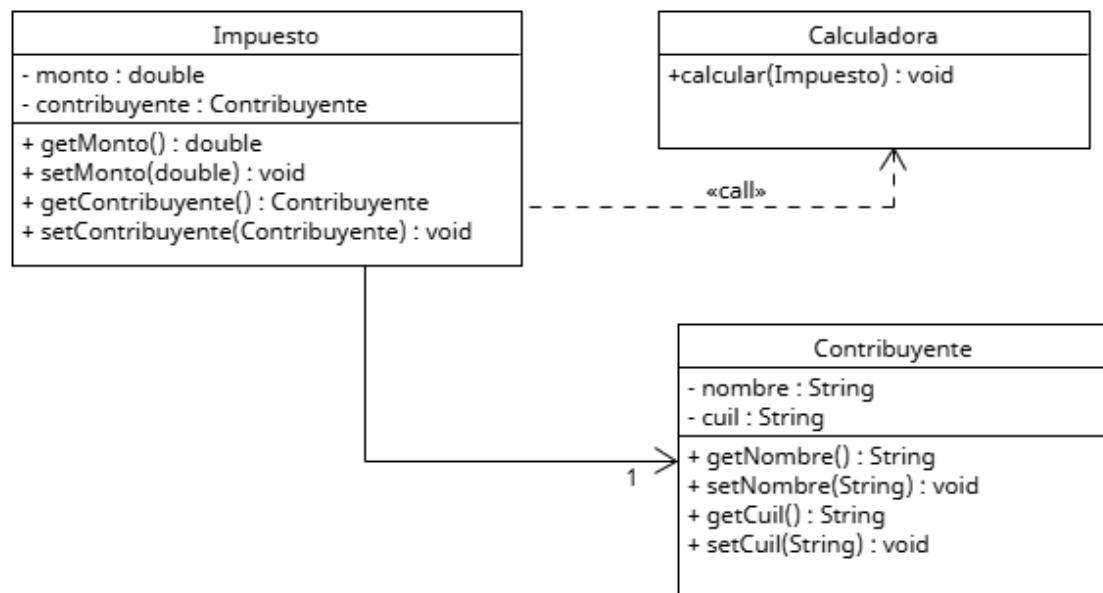 Impuesto
- monto : double
- contribuyente : Contribuyente
+ getMonto() : double
+ setMonto(double) : void
+ getContribuyente() : Contribuyente
+ setContribuyente(Contribuyente) : void
Calculadora
+calcular(Impuesto) : void
«call»
1
Contribuyente
- nombre : String
- cuil : String
+ getNombre() : String
+ setNombre(String) : void
+ getCuil() : String
+ setCuil(String) : void